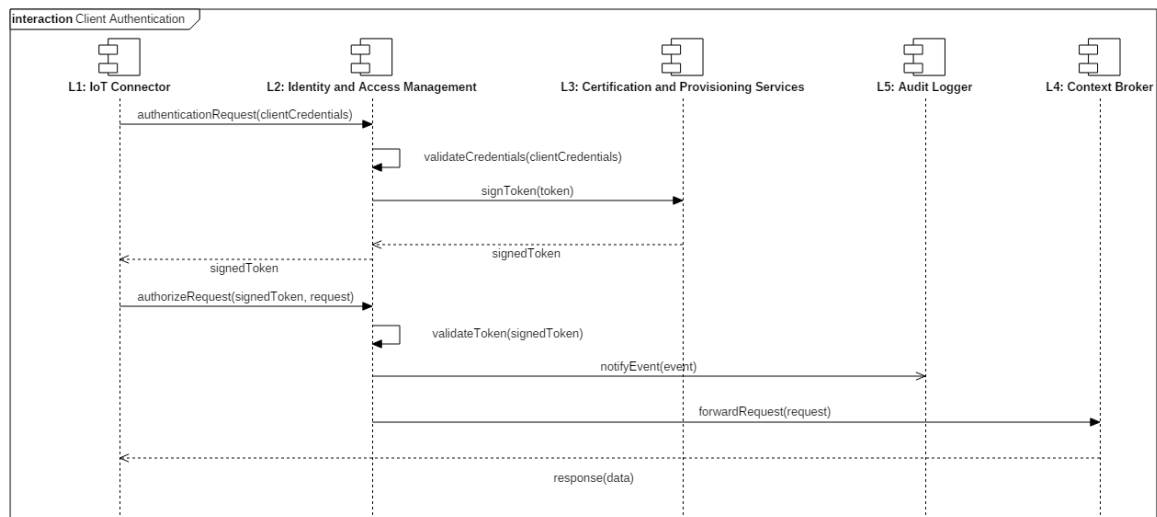 interaction Client Authentication
L1: IoT Connector
L2: Identity and Access Management
L3: Certification and Provisioning Services
L5: Audit Logger
L4: Context Broker
authenticationRequest(clientCredentials)
validateCredentials(clientCredentials)
signToken(token)
signedToken
signedToken
authorizeRequest(signedToken, request)
validateToken(signedToken)
notifyEvent(event)
forwardRequest(request)
response(data)